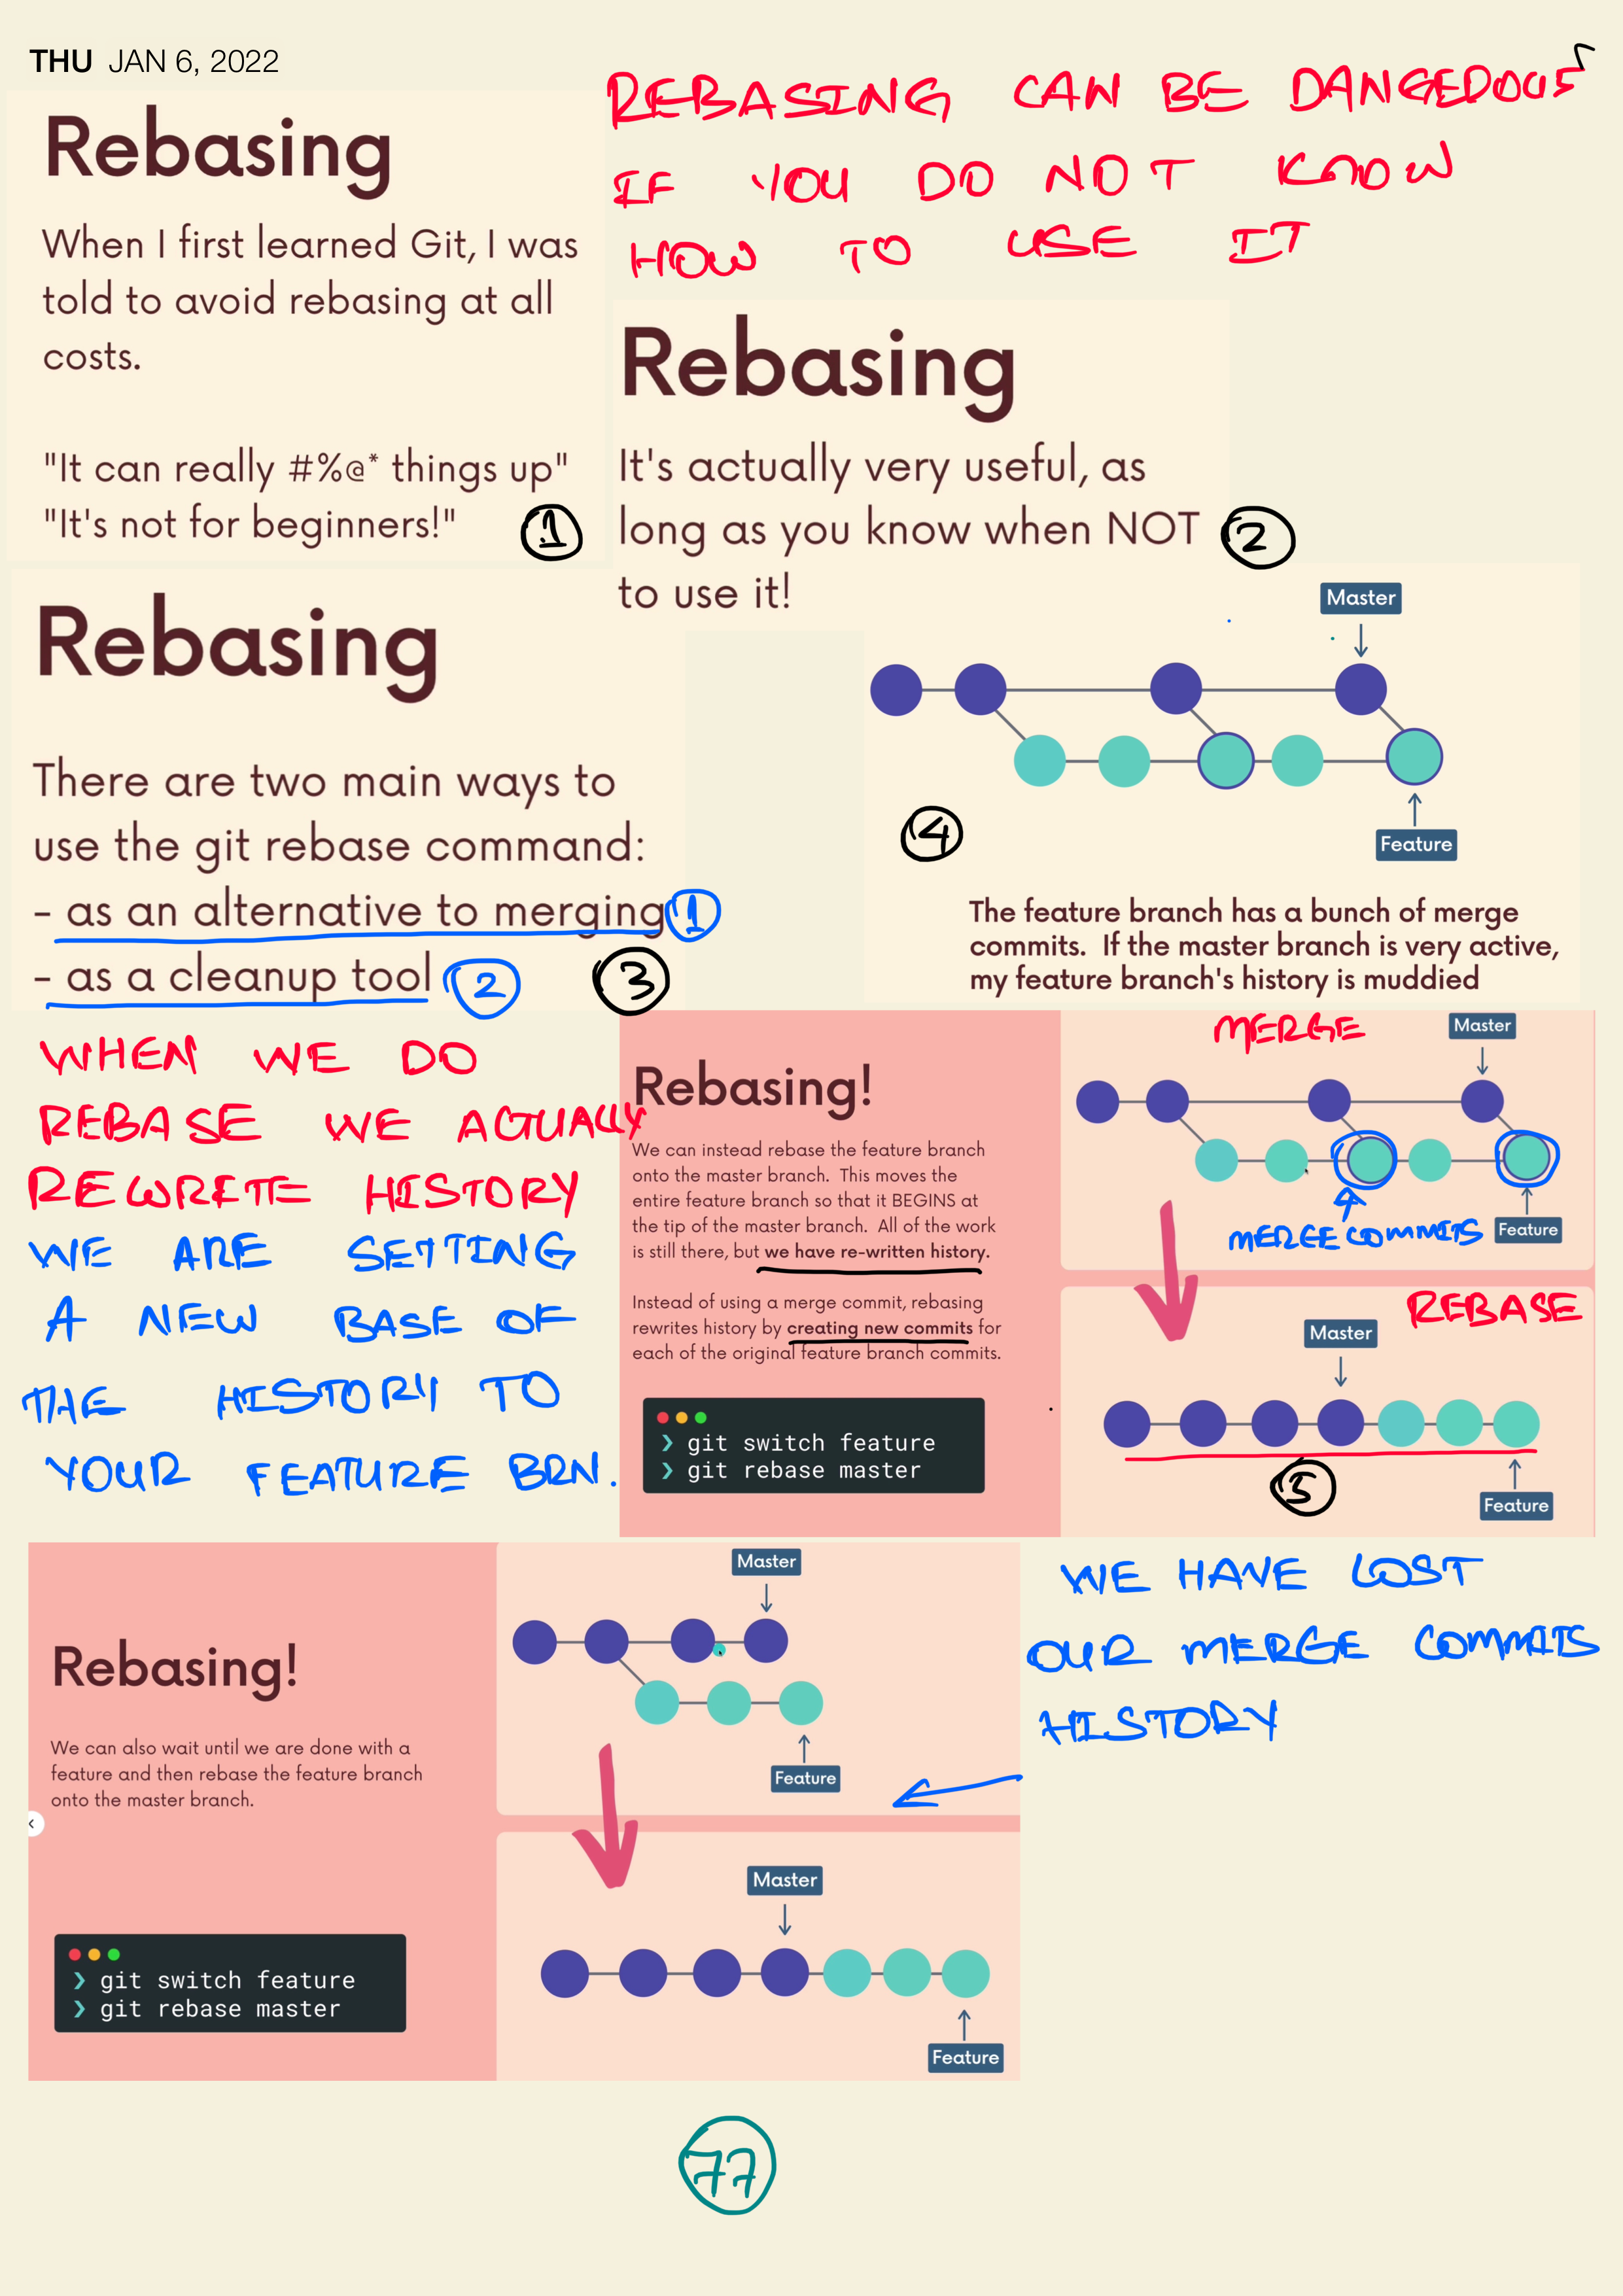 THU JAN 6, 2022
REBASING CAN BE DANGEDOUS
IF YOU DO NOT KNOW
HOW TO USE IT
Rebasing
When I first learned Git, I was
told to avoid rebasing at all
costs.
"It can really #%@* things up"
"It's not for beginners!"
1
Rebasing
It's actually very useful, as
long as you know when NOT
to use it!
2
Rebasing
There are two main ways to
use the git rebase command:
- as an alternative to merging 1
- as a cleanup tool 2
3
Master
Feature
4
The feature branch has a bunch of merge
commits. If the master branch is very active,
my feature branch's history is muddied
WHEN WE DO
REBASE WE ACTUALLY
REWRITE HISTORY
WE ARE SETTING
A NEW BASE OF
THE HISTORY TO
YOUR FEATURE BRN.
Rebasing!
We can instead rebase the feature branch
onto the master branch. This moves the
entire feature branch so that it BEGINS at
the tip of the master branch. All of the work
is still there, but we have re-written history.
Instead of using a merge commit, rebasing
rewrites history by creating new commits for
each of the original feature branch commits.
❯ git switch feature
❯ git rebase master
MERGE
Master
MERGE COMMITS
Feature
REBASE
Master
5
Feature
Rebasing!
We can also wait until we are done with a
feature and then rebase the feature branch
onto the master branch.
❯ git switch feature
❯ git rebase master
Master
Feature
Master
Feature
WE HAVE LOST
OUR MERGE COMMITS
HISTORY
77